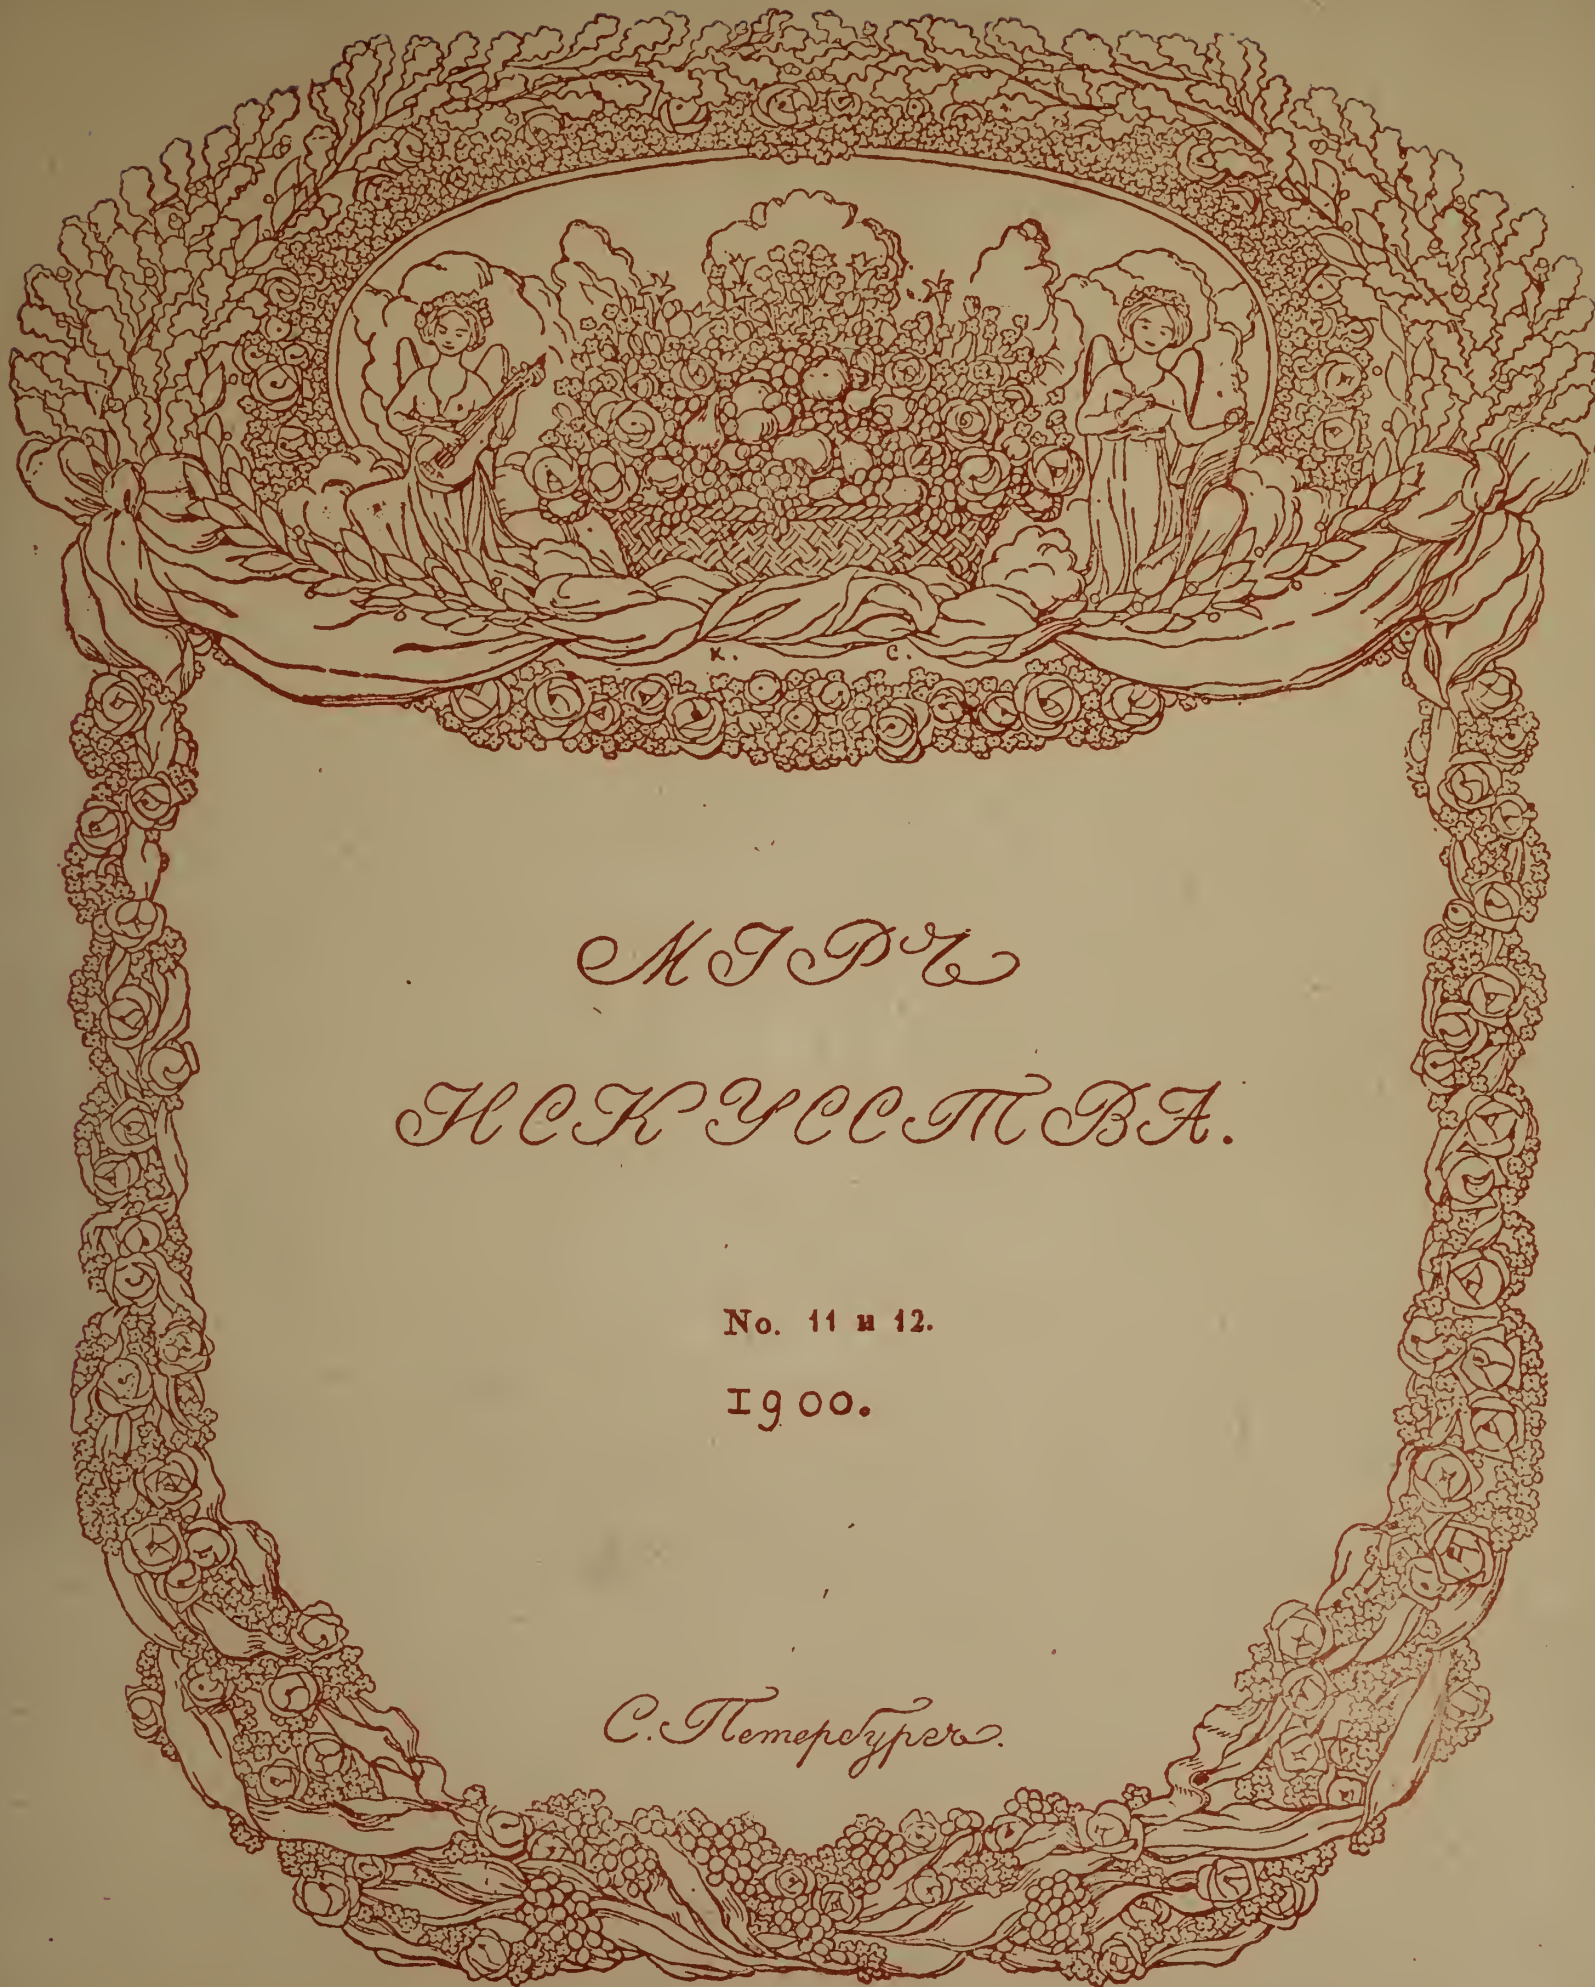 К. С.
МІРЪ
ИСКУССТВА.
No. 11 и 12.
1900.
С. Петербургъ.